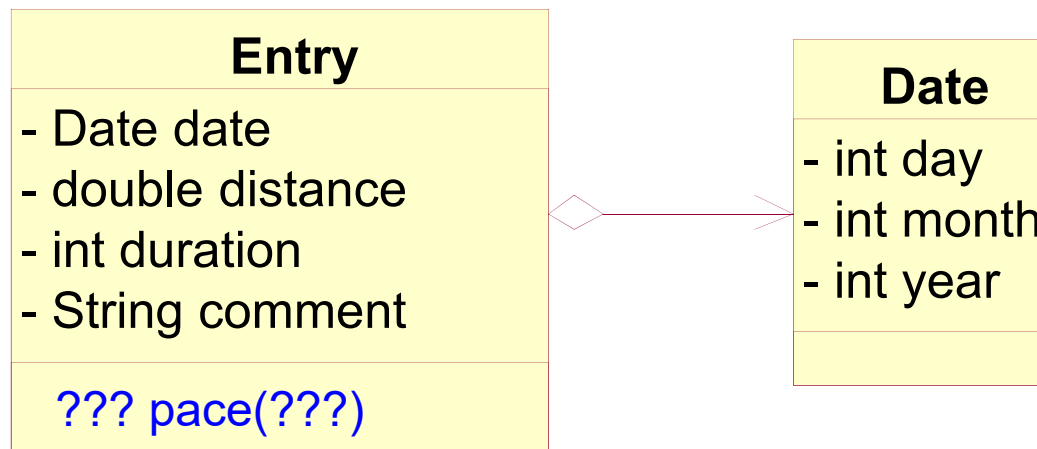 Entry
- Date date
- double distance
- int duration
- String comment
??? pace(???)
Date
- int day
- int month
- int year